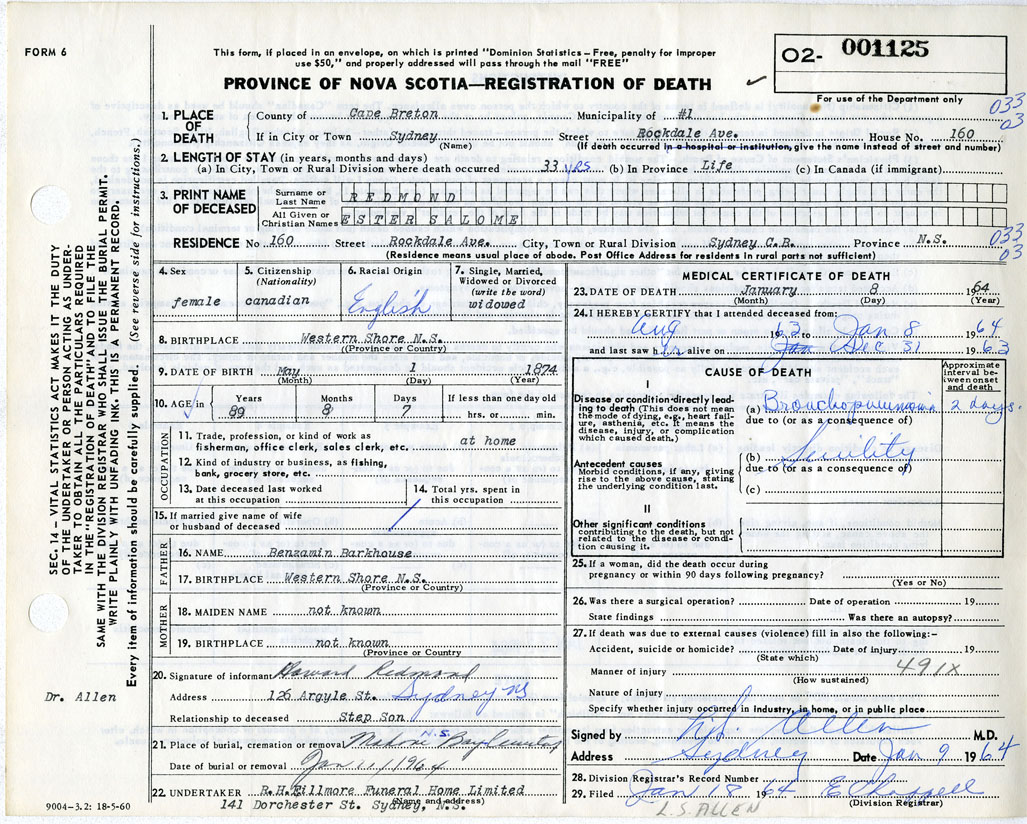 FORM 6
This form, if placed in an envelope, on which is printed "Dominion Statistics – Free, penalty for improper
use $50," and properly addressed will pass through the mail "FREE"
PROVINCE OF NOVA SCOTIA—REGISTRATION OF DEATH
O2- 001125
For use of the Department only
033
03
1. PLACE OF DEATH
County of Cape Breton Municipality of #1
If in City or Town Sydney Street Rockdale Ave. House No. 160
(Name) (If death occurred in a hospital or institution, give the name instead of street and number)
2. LENGTH OF STAY (in years, months and days)
(a) In City, Town or Rural Division where death occurred 33 yrs (b) In Province Life (c) In Canada (if immigrant)
3. PRINT NAME OF DECEASED
Surname or Last Name REDMOND
All Given or Christian Names ESTER SALOME
033
03
RESIDENCE No 160 Street Rockdale Ave. City, Town or Rural Division Sydney C.B. Province N.S.
(Residence means usual place of abode. Post Office Address for residents in rural parts not sufficient)
4. Sex female
5. Citizenship (Nationality) canadian
6. Racial Origin English
7. Single, Married, Widowed or Divorced (write the word) widowed
8. BIRTHPLACE Western Shore N.S.
(Province or Country)
9. DATE OF BIRTH May 1 1874
(Month) (Day) (Year)
10. AGE in Years 89 Months 8 Days 7 If less than one day old hrs. or min.
OCCUPATION
11. Trade, profession, or kind of work as
fisherman, office clerk, sales clerk, etc. at home
12. Kind of industry or business, as fishing,
bank, grocery store, etc.
13. Date deceased last worked
at this occupation
14. Total yrs. spent in
this occupation
15. If married give name of wife
or husband of deceased
FATHER
16. NAME Benzamin Barkhouse
17. BIRTHPLACE Western Shore N.S.
(Province or Country)
MOTHER
18. MAIDEN NAME not known
19. BIRTHPLACE not known
(Province or Country
20. Signature of informant Howard Redmond
Address 126 Argyle St. Sydney NS
Relationship to deceased Step Son
21. Place of burial, cremation or removal Mahone Bay Cemetery N.S.
Date of burial or removal Jan 11/1964
22. UNDERTAKER R.H. Fillmore Funeral Home Limited
(Name and address)
141 Dorchester St. Sydney, N.S.
MEDICAL CERTIFICATE OF DEATH
23. DATE OF DEATH January 8 1964
(Month) (Day) (Year)
24. I HEREBY CERTIFY that I attended deceased from:
Aug 1962 to Jan 8 1964
and last saw h alive on Jan Dec 31 1963
CAUSE OF DEATH
Approximate interval between onset and death
I
Disease or condition directly leading to death (This does not
mean the mode of dying, e.g., heart failure, asthenia, etc. It means the
disease, injury, or complication which caused death.)
(a) Bronchopneumonia 2 days.
due to (or as a consequence of)
Antecedent causes
Morbid conditions, if any, giving
rise to the above cause, stating
the underlying condition last.
(b) Senility
due to (or as a consequence of)
(c)
II
Other significant conditions
contributing to the death, but not
related to the disease or condition causing it.
25. If a woman, did the death occur during
pregnancy or within 90 days following pregnancy?
(Yes or No)
26. Was there a surgical operation? Date of operation 19
State findings Was there an autopsy?
27. If death was due to external causes (violence) fill in also the following:–
Accident, suicide or homicide? Date of injury 19
(State which)
Manner of injury 491X
(How sustained)
Nature of injury
Specify whether injury occurred in industry, in home, or in public place
Signed by Allen M.D.
Address Sydney Date Jan 9 1964
28. Division Registrar's Record Number
29. Filed Jan 18 1964 E Chappell
(Division Registrar)
L.S. ALLEN
SEC. 14 – VITAL STATISTICS ACT MAKES IT THE DUTY
OF THE UNDERTAKER OR PERSON ACTING AS UNDERTAKER TO OBTAIN ALL THE PARTICULARS REQUIRED
IN THE "REGISTRATION OF DEATH" AND TO FILE THE
SAME WITH THE DIVISION REGISTRAR WHO SHALL ISSUE THE BURIAL PERMIT.
WRITE PLAINLY WITH UNFADING INK. THIS IS A PERMANENT RECORD.
Every item of information should be carefully supplied. (See reverse side for instructions.)
Dr. Allen
9004-3.2: 18-5-60